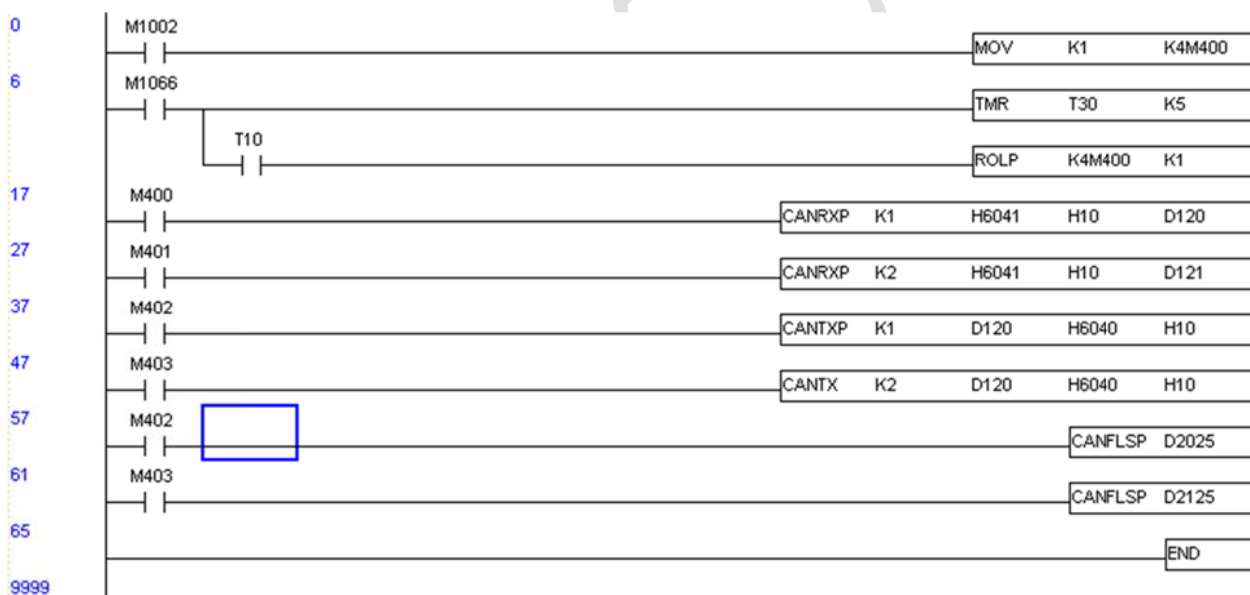 0 M1002 MOV K1 K4M400
6 M1066 TMR T30 K5
T10 ROLP K4M400 K1
17 M400 CANRXP K1 H6041 H10 D120
27 M401 CANRXP K2 H6041 H10 D121
37 M402 CANTXP K1 D120 H6040 H10
47 M403 CANTX K2 D120 H6040 H10
57 M402 CANFLSP D2025
61 M403 CANFLSP D2125
65 END
9999